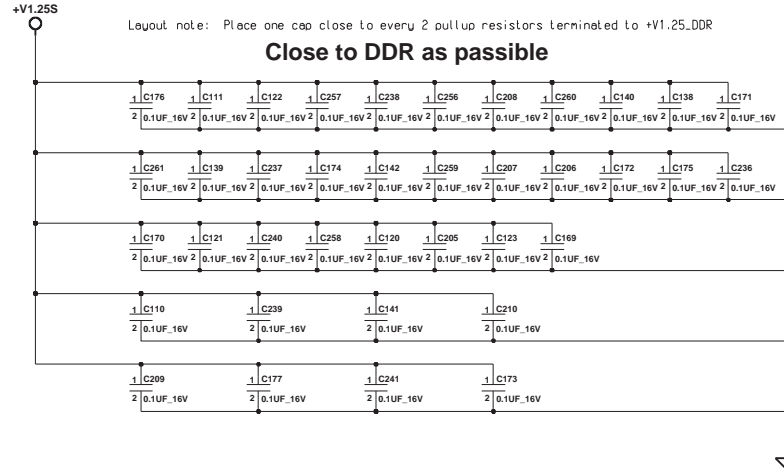 +V1.25S
Layout note: Place one cap close to every 2 pullup resistors terminated to +V1.25_DDR
Close to DDR as passible
1 C176 1 C111 1 C122 1 C257 1 C238 1 C256 1 C208 1 C260 1 C140 1 C138 1 C171
2 0.1UF_16V 2 0.1UF_16V 2 0.1UF_16V 2 0.1UF_16V 2 0.1UF_16V 2 0.1UF_16V 2 0.1UF_16V 2 0.1UF_16V 2 0.1UF_16V 2 0.1UF_16V 2 0.1UF_16V
1 C261 1 C139 1 C237 1 C174 1 C142 1 C259 1 C207 1 C206 1 C172 1 C175 1 C236
2 0.1UF_16V 2 0.1UF_16V 2 0.1UF_16V 2 0.1UF_16V 2 0.1UF_16V 2 0.1UF_16V 2 0.1UF_16V 2 0.1UF_16V 2 0.1UF_16V 2 0.1UF_16V 2 0.1UF_16V
1 C170 1 C121 1 C240 1 C258 1 C120 1 C205 1 C123 1 C169
2 0.1UF_16V 2 0.1UF_16V 2 0.1UF_16V 2 0.1UF_16V 2 0.1UF_16V 2 0.1UF_16V 2 0.1UF_16V 2 0.1UF_16V
1 C110 1 C239 1 C141 1 C210
2 0.1UF_16V 2 0.1UF_16V 2 0.1UF_16V 2 0.1UF_16V
1 C209 1 C177 1 C241 1 C173
2 0.1UF_16V 2 0.1UF_16V 2 0.1UF_16V 2 0.1UF_16V